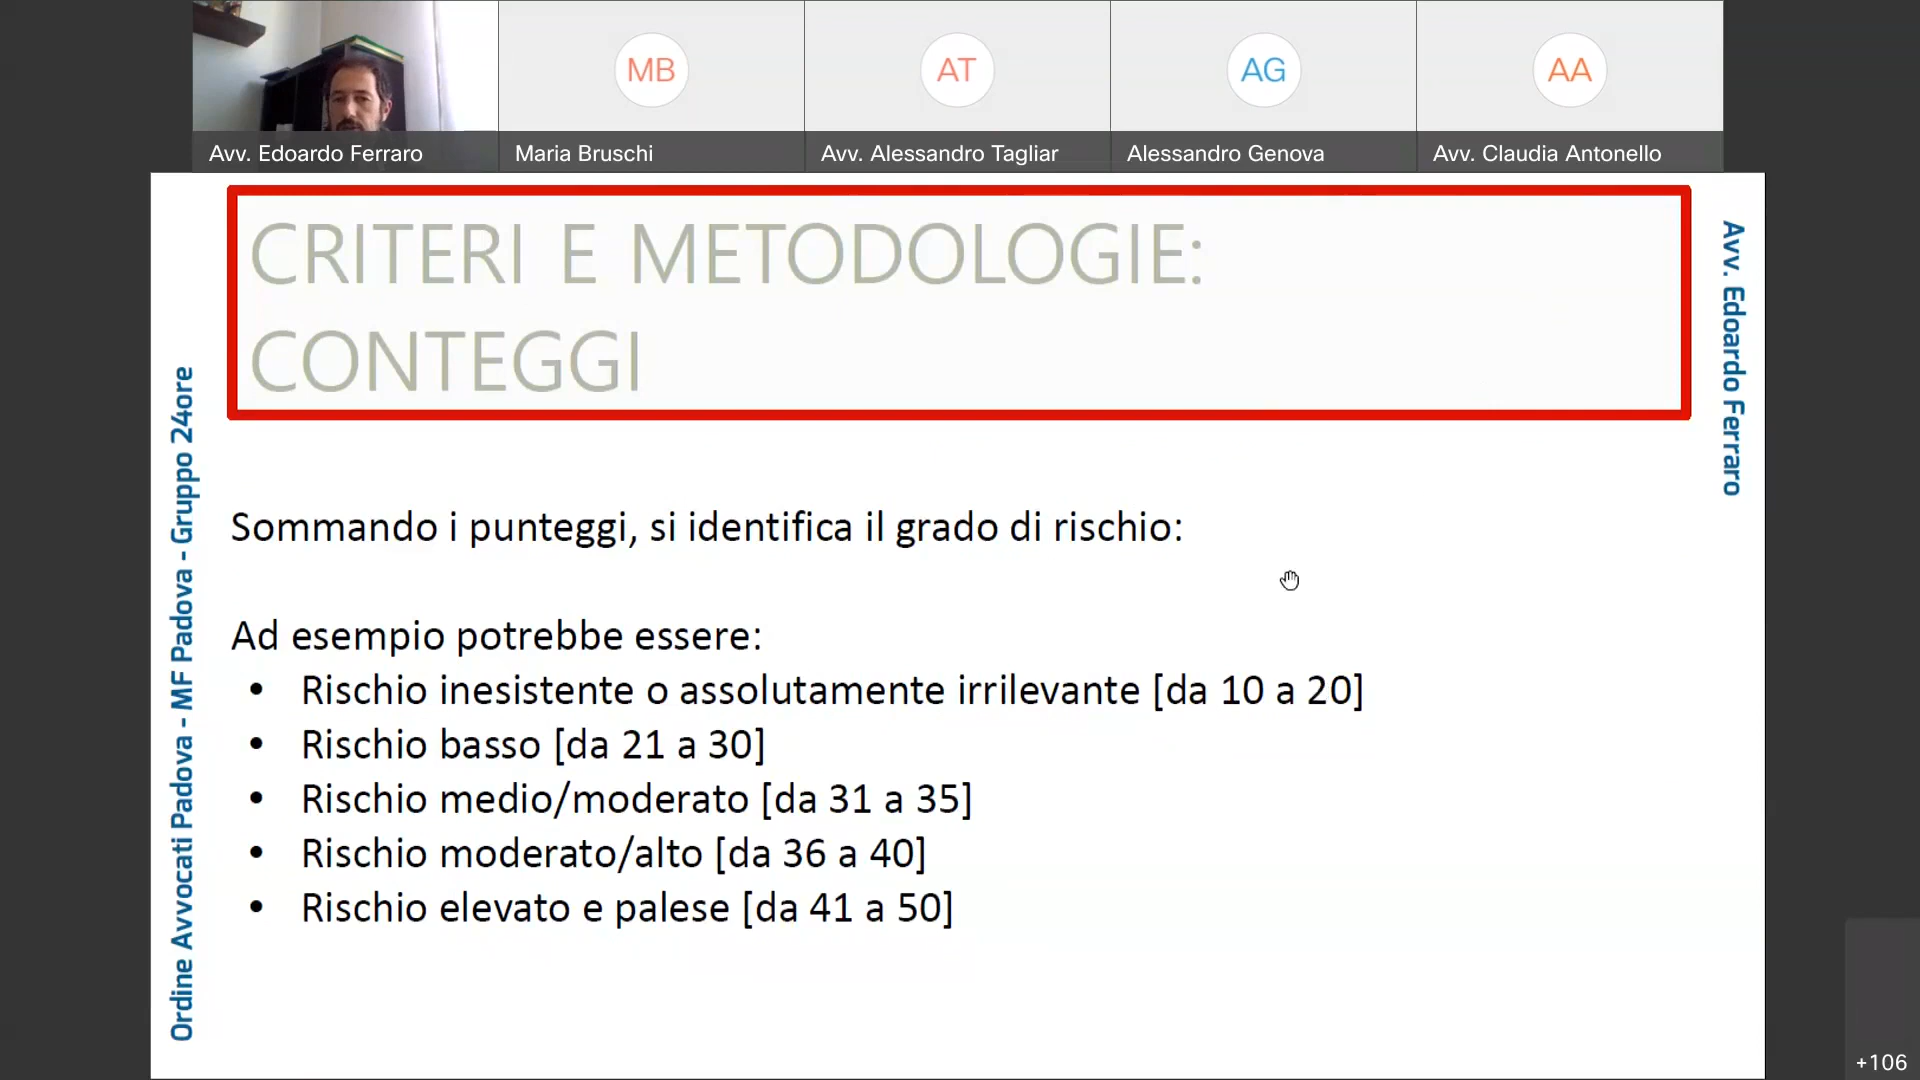 MB
AT
AG
AA
Avv. Edoardo Ferraro
Maria Bruschi
Avv. Alessandro Tagliar
Alessandro Genova
Avv. Claudia Antonello
CRITERI E METODOLOGIE:
CONTEGGI
Avv. Edoardo Ferraro
Ordine Avvocati Padova - MF Padova - Gruppo 24ore
Sommando i punteggi, si identifica il grado di rischio:
Ad esempio potrebbe essere:
• Rischio inesistente o assolutamente irrilevante [da 10 a 20]
• Rischio basso [da 21 a 30]
• Rischio medio/moderato [da 31 a 35]
• Rischio moderato/alto [da 36 a 40]
• Rischio elevato e palese [da 41 a 50]
+106